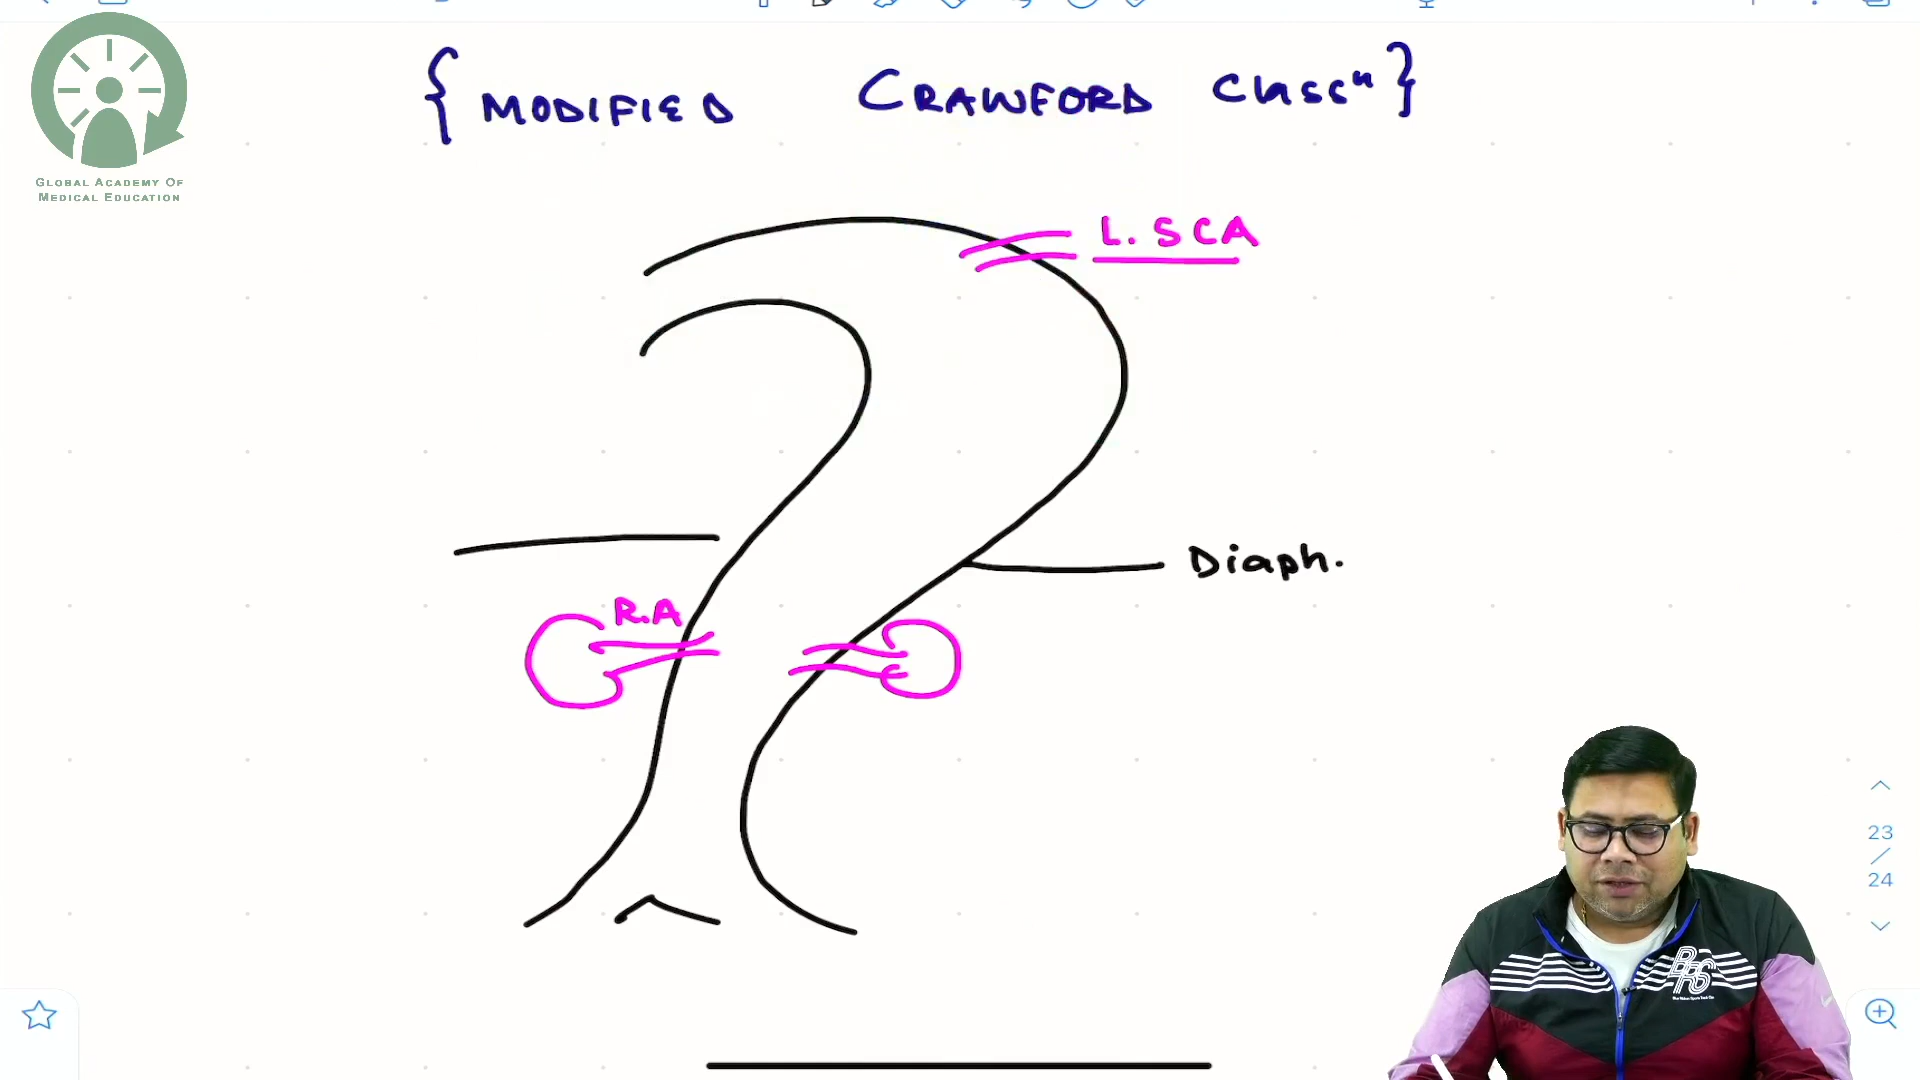 { MODIFIED CRAWFORD Classⁿ }
GLOBAL ACADEMY OF
MEDICAL EDUCATION
L. SCA
Diaph.
R.A
23
/
24